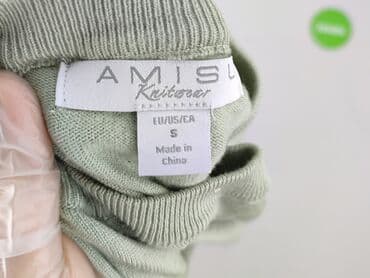 AMISU
Knitwear
EU/US/CA
S
Made in
China